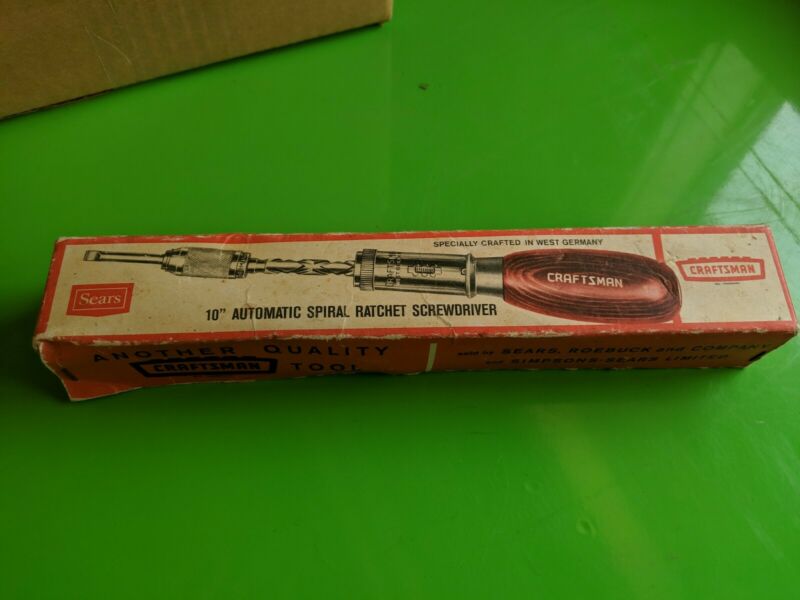 SPECIALLY CRAFTED IN WEST GERMANY
CRAFTSMAN
CRAFTSMAN
Sears
10" AUTOMATIC SPIRAL RATCHET SCREWDRIVER
ANOTHER QUALITY
CRAFTSMAN TOOL
sold by SEARS, ROEBUCK and COMPANY
and SIMPSONS-SEARS LIMITED